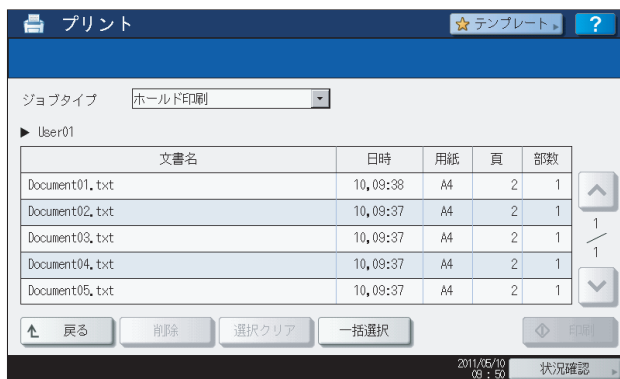 プリント テンプレート ?
ジョブタイプ ホールド印刷
▶ User01
文書名 日時 用紙 頁 部数
Document01.txt 10,09:38 A4 2 1
Document02.txt 10,09:37 A4 2 1
Document03.txt 10,09:37 A4 2 1
Document04.txt 10,09:37 A4 2 1
Document05.txt 10,09:37 A4 2 1
1/1
戻る 削除 選択クリア 一括選択 印刷
2011/05/10
09:50 状況確認